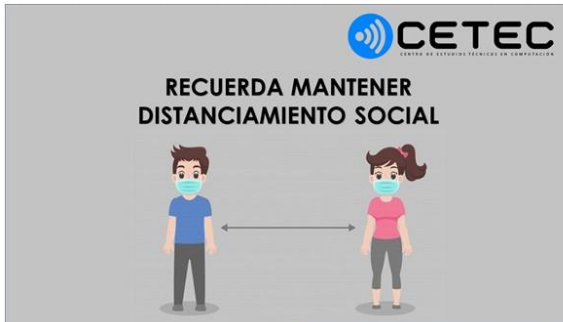 CETEC
CENTRO DE ESTUDIOS TÉCNICOS EN COMPUTACIÓN
RECUERDA MANTENER
DISTANCIAMIENTO SOCIAL